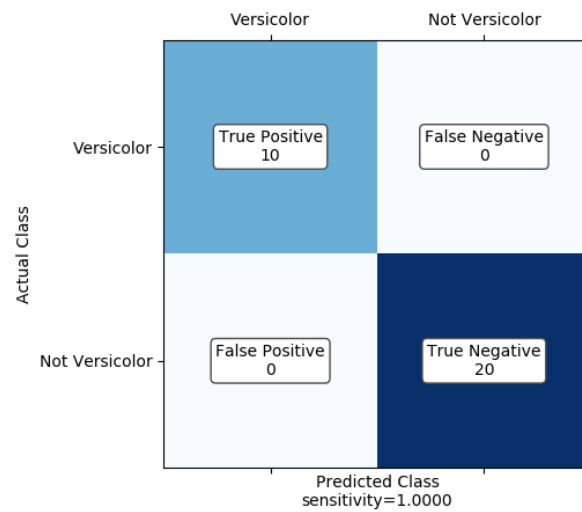 Versicolor
Not Versicolor
Versicolor
True Positive
10
False Negative
0
Actual Class
Not Versicolor
False Positive
0
True Negative
20
Predicted Class
sensitivity=1.0000